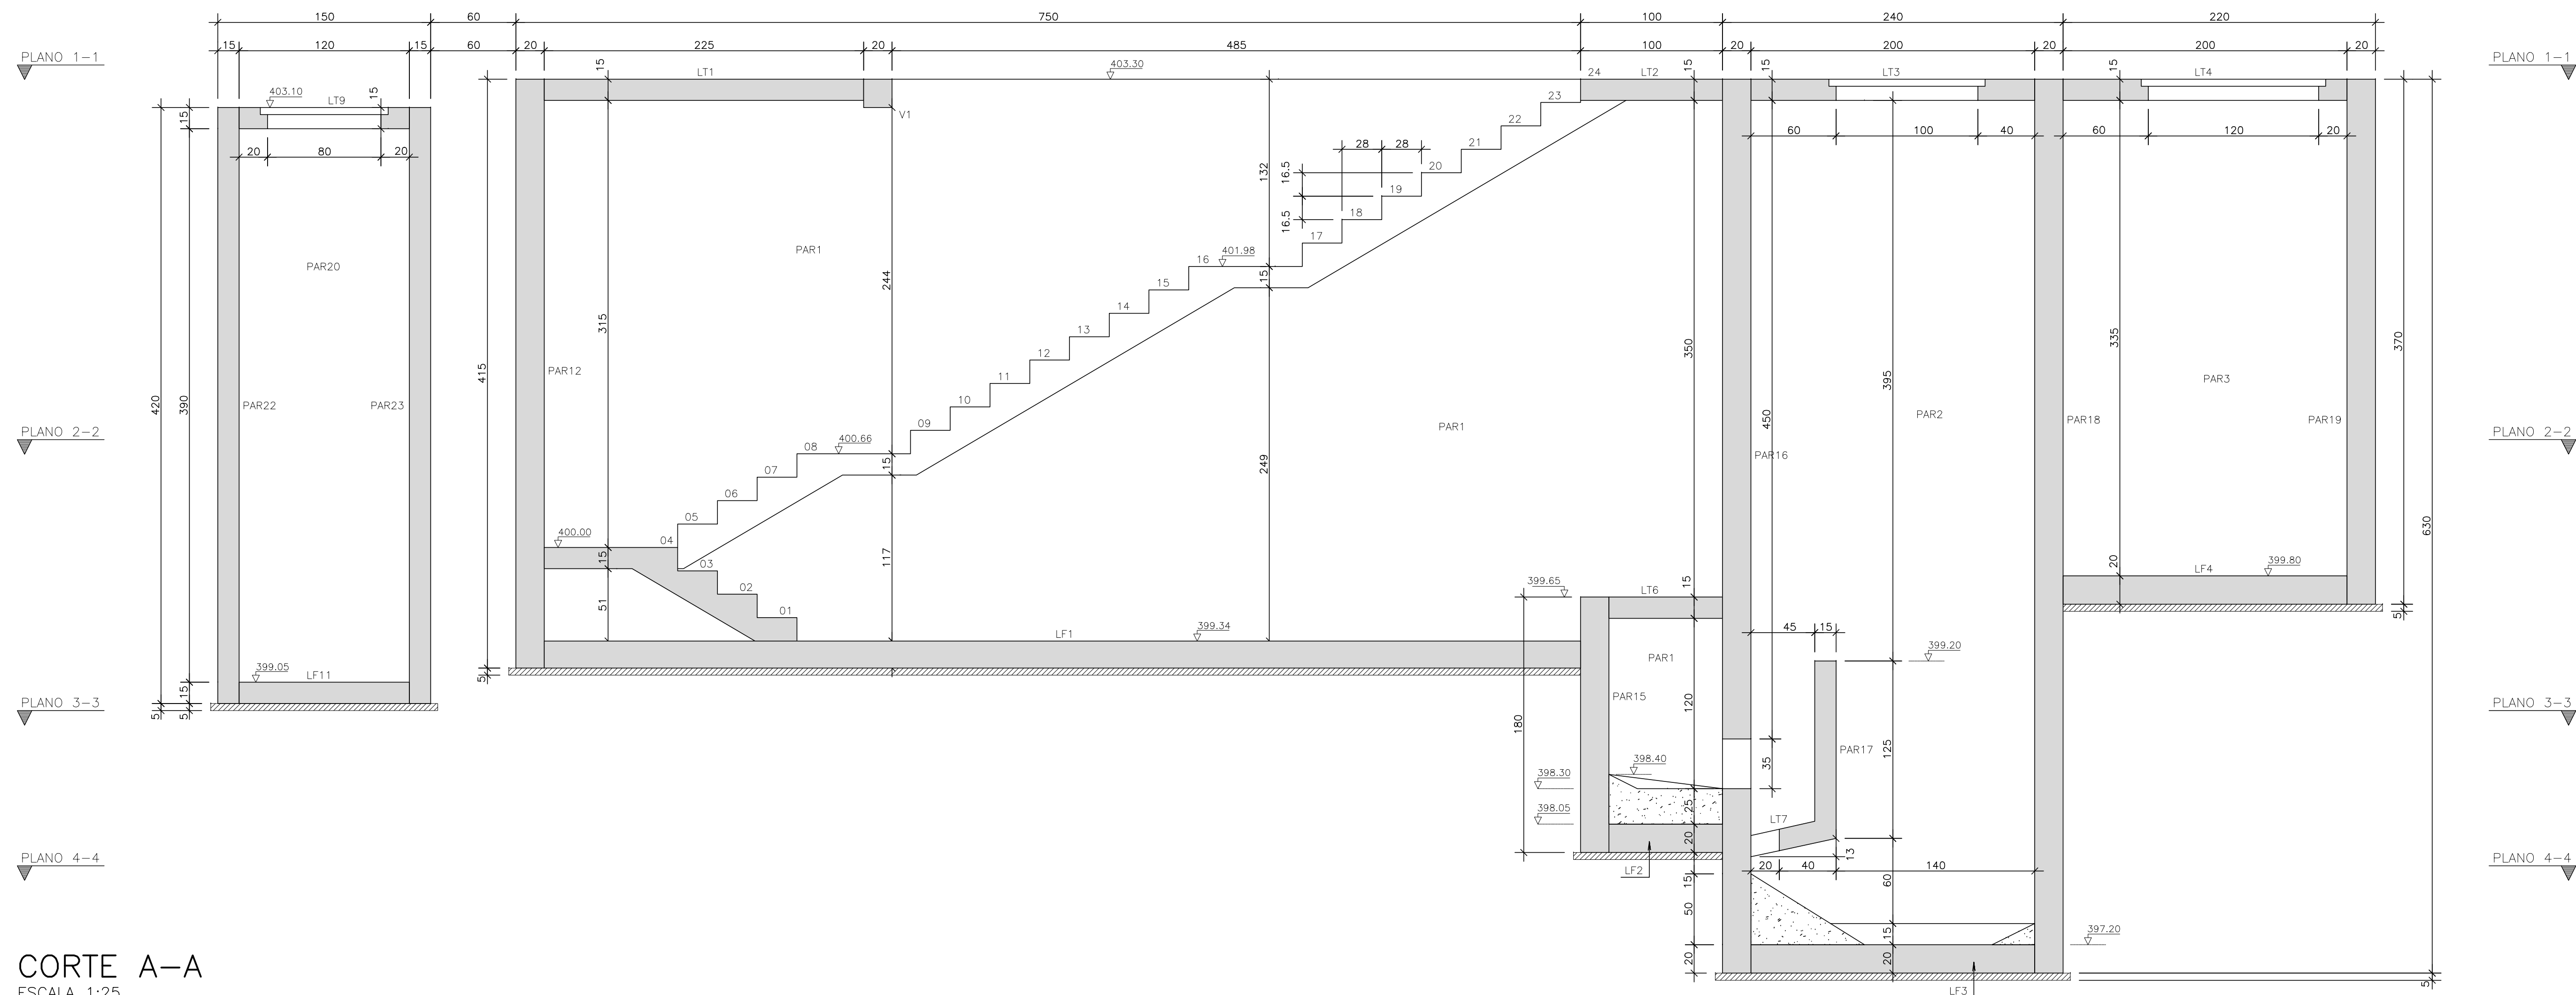 150 60 750 100 240 220
15 120 15 60 20 225 20 485 100 20 200 20 200 20
PLANO 1-1 PLANO 1-1
15 LT1 403.30 24 LT2 15 15 LT3 15 LT4
403.10 LT9 15
15 23
V1
22 60 100 40 60 120 20
20 80 20 28 28 21
132 16.5 20
19
16.5 18
17
PAR1 16 401.98
PAR20 244 15
15
14
315 13 370
12 350 335
PAR12 11 395
415 PAR3
10
420 390 PAR22 PAR23 PAR2
09 PAR1 450 PAR18 PAR19
PLANO 2-2 PLANO 2-2
08 400.66
249 PAR16
07 15
06 630
05
400.00 04
15 117 20 LF4 399.80
03 399.65 LT6 15
02
51 01
399.34 LF1 45 15
399.05 LF11 PAR1 399.20
5
15 PAR15 120
PLANO 3-3 PLANO 3-3
5 5 180 5
125
398.40 35 PAR17
398.30
398.05 25 LT7
20
PLANO 4-4 13 PLANO 4-4
LF2 20 40 140
15 60
50
15 397.20
CORTE A-A
20 20
ESCALA 1:25 LF3 5